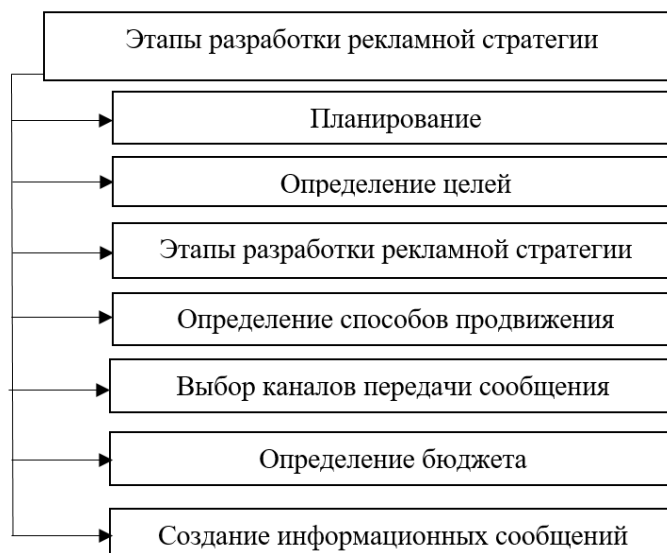 Этапы разработки рекламной стратегии
Планирование
Определение целей
Этапы разработки рекламной стратегии
Определение способов продвижения
Выбор каналов передачи сообщения
Определение бюджета
Создание информационных сообщений